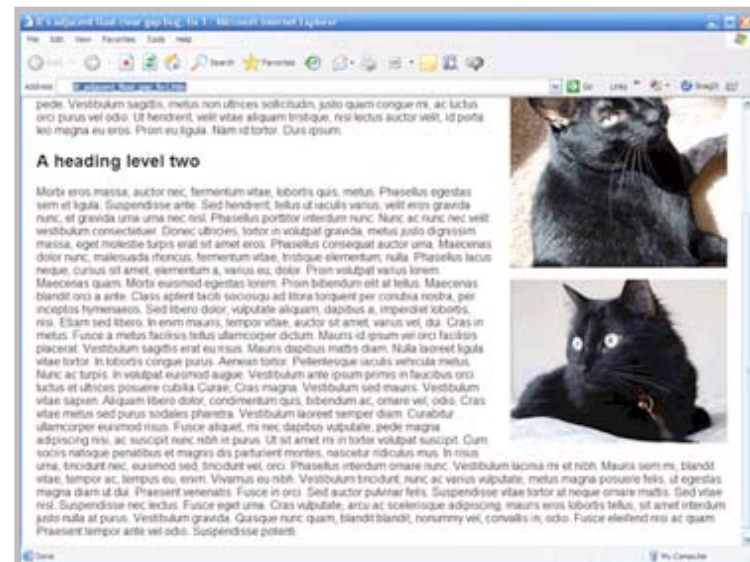 It's adjacent float clear gap bug, fix 1 - Microsoft Internet Explorer
File Edit View Favorites Tools Help
Search Favorites
Address Go Links SnagIt
pede. Vestibulum sagittis, metus non ultrices sollicitudin, justo quam congue mi, ac luctus
orci purus vel odio. Ut hendrerit, velit vitae aliquam tristique, nisi lectus auctor velit, id porta
leo magna eu eros. Proin eu ligula. Nam id tortor. Duis ipsum.
A heading level two
Morbi eros massa, auctor nec, fermentum vitae, lobortis quis, metus. Phasellus egestas
sem et ligula. Suspendisse ante. Sed hendrerit, tellus ut iaculis varius, velit eros gravida
nunc, et gravida urna urna nec nisl. Phasellus porttitor interdum nunc. Nunc ac nunc nec velit
vestibulum consectetuer. Donec ultricies, tortor in volutpat gravida, metus justo dignissim
massa, eget molestie turpis erat sit amet eros. Phasellus consequat auctor urna. Maecenas
dolor nunc, malesuada rhoncus, fermentum vitae, tristique elementum, nulla. Phasellus lacus
neque, cursus sit amet, elementum a, varius eu, dolor. Proin volutpat varius lorem.
Maecenas quam. Morbi euismod egestas lorem. Proin bibendum elit at tellus. Mauris
blandit orci a ante. Class aptent taciti sociosqu ad litora torquent per conubia nostra, per
inceptos hymenaeos. Sed libero dolor, vulputate aliquam, dapibus a, imperdiet lobortis,
nisi. Etiam sed libero. In enim mauris, tempor vitae, auctor sit amet, varius vel, dui. Cras in
metus. Fusce a metus facilisis tellus ullamcorper dictum. Mauris id ipsum vel orci facilisis
placerat. Vestibulum sagittis erat eu risus. Mauris dapibus mattis diam. Nulla laoreet ligula
vitae tortor. In lobortis congue purus. Aenean tortor. Pellentesque iaculis vehicula metus.
Nunc ac turpis. In volutpat euismod augue. Vestibulum ante ipsum primis in faucibus orci
luctus et ultrices posuere cubilia Curae; Cras magna. Vestibulum sed mauris. Vestibulum
vitae sapien. Aliquam libero dolor, condimentum quis, bibendum ac, ornare vel, odio. Cras
vitae metus sed purus sodales pharetra. Vestibulum laoreet semper diam. Curabitur
ullamcorper euismod risus. Fusce aliquet, mi nec dapibus vulputate, pede magna
adipiscing nisi, ac suscipit nunc nibh in purus. Ut sit amet mi in tortor volutpat suscipit. Cum
sociis natoque penatibus et magnis dis parturient montes, nascetur ridiculus mus. In risus
urna, tincidunt nec, euismod sed, tincidunt vel, orci. Phasellus interdum ornare nunc. Vestibulum lacinia mi et nibh. Mauris sem mi, blandit
vitae, tempor ac, tempus eu, enim. Vivamus eu nibh. Vestibulum tincidunt, nunc ac varius vulputate, metus magna posuere felis, ut egestas
magna diam ut dui. Praesent venenatis. Fusce in orci. Sed auctor pulvinar felis. Suspendisse vitae tortor at neque ornare mattis. Sed vitae
nisl. Suspendisse nec lectus. Fusce eget urna. Cras vulputate, arcu ac scelerisque adipiscing, mauris eros lobortis tellus, sit amet interdum
justo nulla at purus. Vestibulum gravida. Quisque nunc quam, blandit blandit, nonummy vel, convallis in, odio. Fusce eleifend nisi ac quam.
Praesent tempor ante vel odio. Suspendisse potenti.
Done My Computer